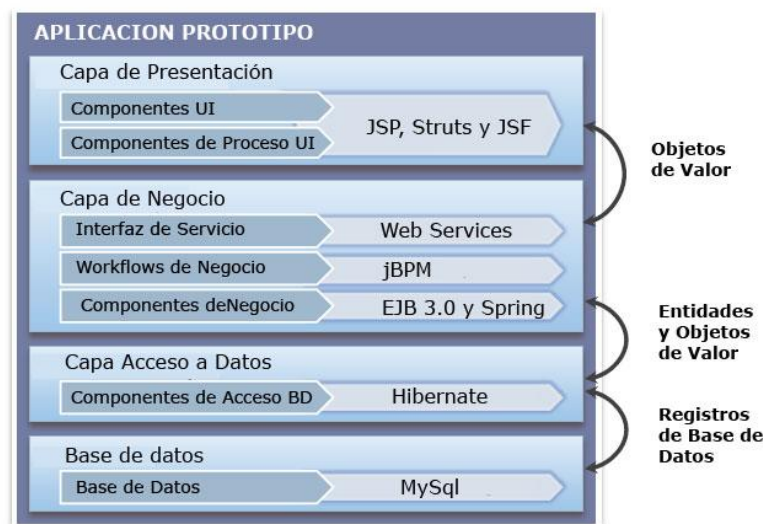 APLICACION PROTOTIPO
Capa de Presentación
Componentes UI
Componentes de Proceso UI
JSP, Struts y JSF
Objetos
de Valor
Capa de Negocio
Interfaz de Servicio
Web Services
Workflows de Negocio
jBPM
Componentes deNegocio
EJB 3.0 y Spring
Entidades
y Objetos
de Valor
Capa Acceso a Datos
Componentes de Acceso BD
Hibernate
Registros
de Base de
Datos
Base de datos
Base de Datos
MySql